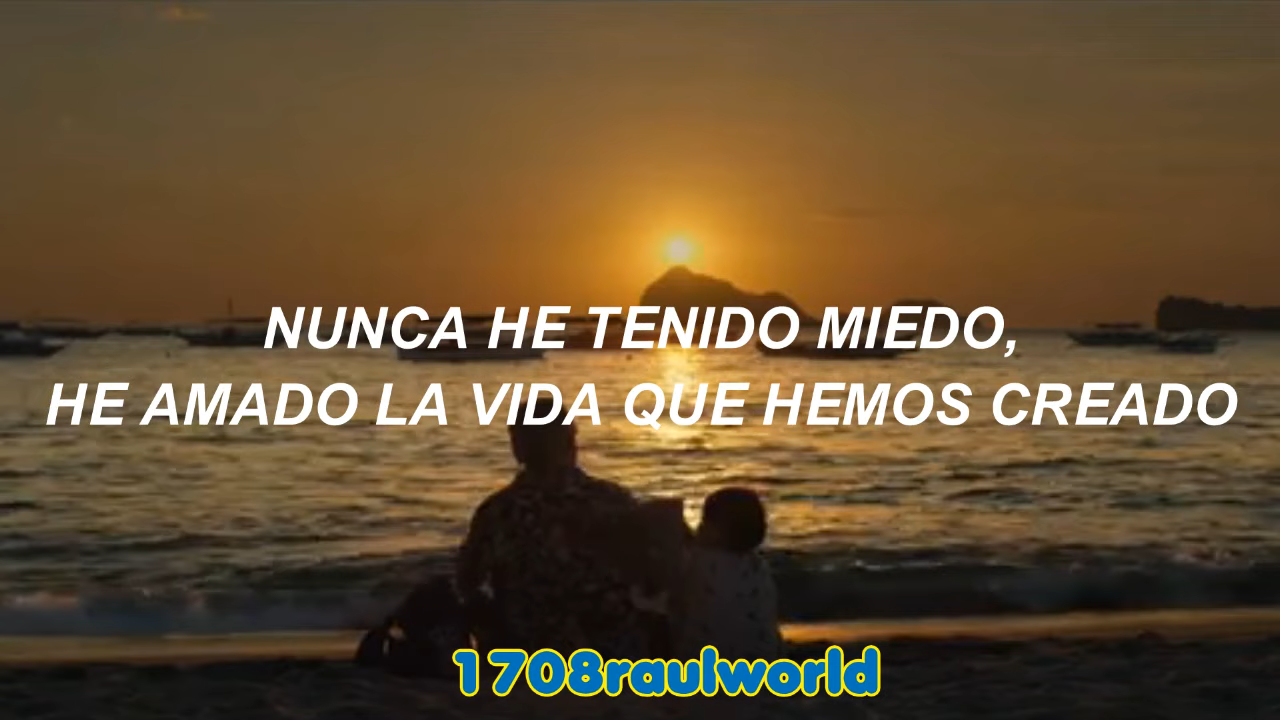 NUNCA HE TENIDO MIEDO,
HE AMADO LA VIDA QUE HEMOS CREADO
1708raulworld